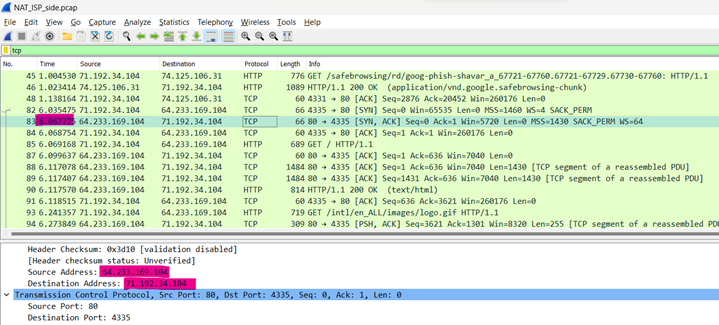 NAT_ISP_side.pcap
File Edit View Go Capture Analyze Statistics Telephony Wireless Tools Help
tcp
No. Time Source Destination Protocol Length Info
45 1.004530 71.192.34.104 74.125.106.31 HTTP 776 GET /safebrowsing/rd/goog-phish-shavar_a_67721-67760.67721-67729.67730-67760: HTTP/1.1
46 1.023414 74.125.106.31 71.192.34.104 HTTP 1089 HTTP/1.1 200 OK (application/vnd.google.safebrowsing-chunk)
48 1.138164 71.192.34.104 74.125.106.31 TCP 60 4331 → 80 [ACK] Seq=2876 Ack=20452 Win=260176 Len=0
82 6.035475 71.192.34.104 64.233.169.104 TCP 66 4335 → 80 [SYN] Seq=0 Win=65535 Len=0 MSS=1460 WS=4 SACK_PERM
83 6.067775 64.233.169.104 71.192.34.104 TCP 66 80 → 4335 [SYN, ACK] Seq=0 Ack=1 Win=5720 Len=0 MSS=1430 SACK_PERM WS=64
84 6.068754 71.192.34.104 64.233.169.104 TCP 60 4335 → 80 [ACK] Seq=1 Ack=1 Win=260176 Len=0
85 6.069168 71.192.34.104 64.233.169.104 HTTP 689 GET / HTTP/1.1
87 6.099637 64.233.169.104 71.192.34.104 TCP 60 80 → 4335 [ACK] Seq=1 Ack=636 Win=7040 Len=0
88 6.117078 64.233.169.104 71.192.34.104 TCP 1484 80 → 4335 [ACK] Seq=1 Ack=636 Win=7040 Len=1430 [TCP segment of a reassembled PDU]
89 6.117407 64.233.169.104 71.192.34.104 TCP 1484 80 → 4335 [ACK] Seq=1431 Ack=636 Win=7040 Len=1430 [TCP segment of a reassembled PDU]
90 6.117570 64.233.169.104 71.192.34.104 HTTP 814 HTTP/1.1 200 OK (text/html)
91 6.118515 71.192.34.104 64.233.169.104 TCP 60 4335 → 80 [ACK] Seq=636 Ack=3621 Win=260176 Len=0
93 6.241357 71.192.34.104 64.233.169.104 HTTP 719 GET /intl/en_ALL/images/logo.gif HTTP/1.1
94 6.273849 64.233.169.104 71.192.34.104 TCP 309 80 → 4335 [PSH, ACK] Seq=3621 Ack=1301 Win=8320 Len=255 [TCP segment of a reassembled PDU]
Header Checksum: 0x3d10 [validation disabled]
[Header checksum status: Unverified]
Source Address: 64.233.169.104
Destination Address: 71.192.34.104
Transmission Control Protocol, Src Port: 80, Dst Port: 4335, Seq: 0, Ack: 1, Len: 0
Source Port: 80
Destination Port: 4335